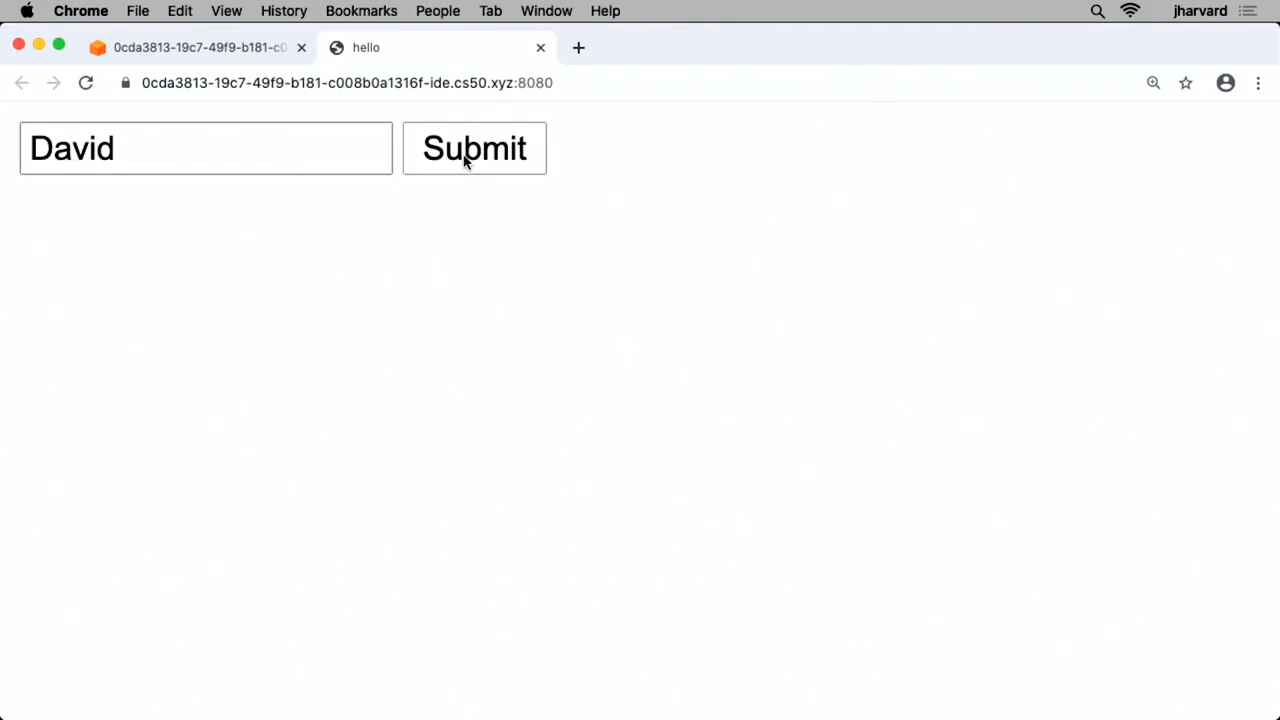 Chrome File Edit View History Bookmarks People Tab Window Help jharvard
0cda3813-19c7-49f9-b181-c0 hello
0cda3813-19c7-49f9-b181-c008b0a1316f-ide.cs50.xyz:8080
David Submit